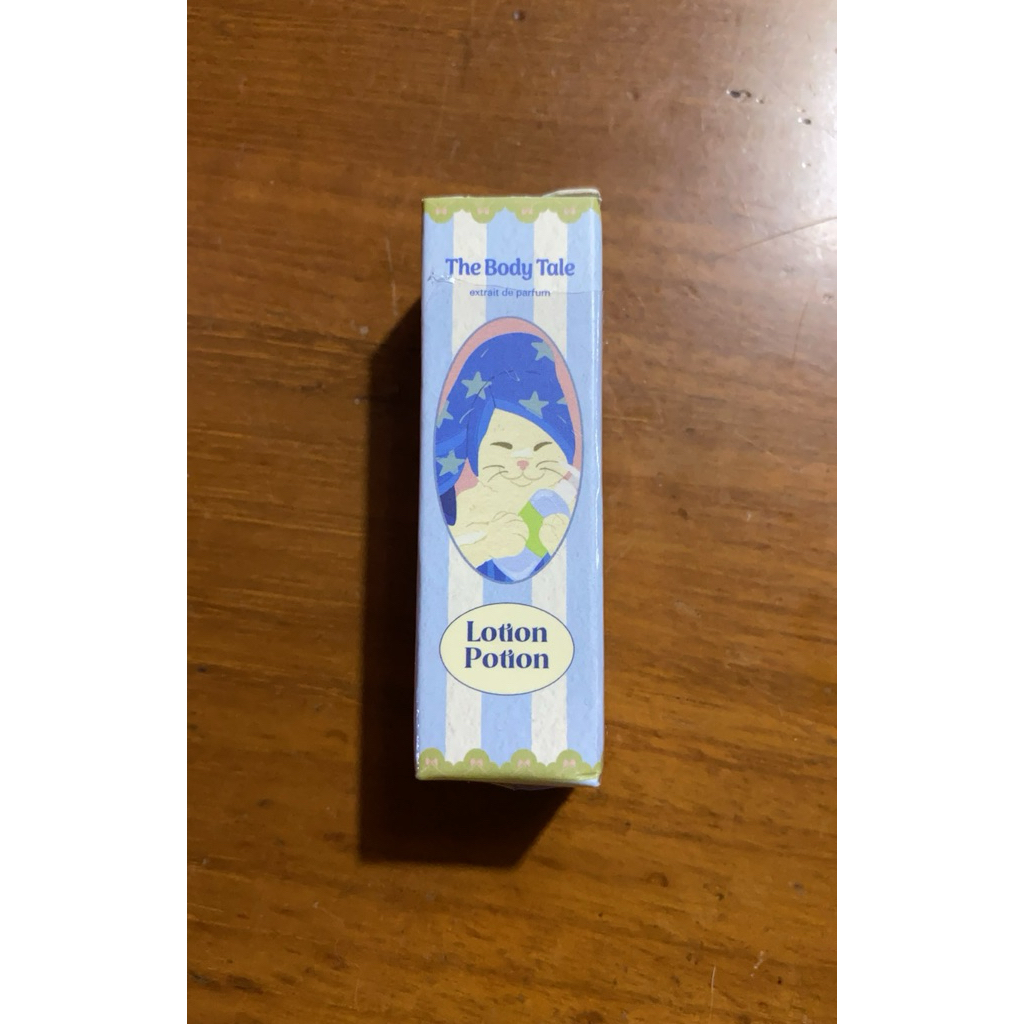 The Body Tale
extrait de parfum
Lotion
Potion